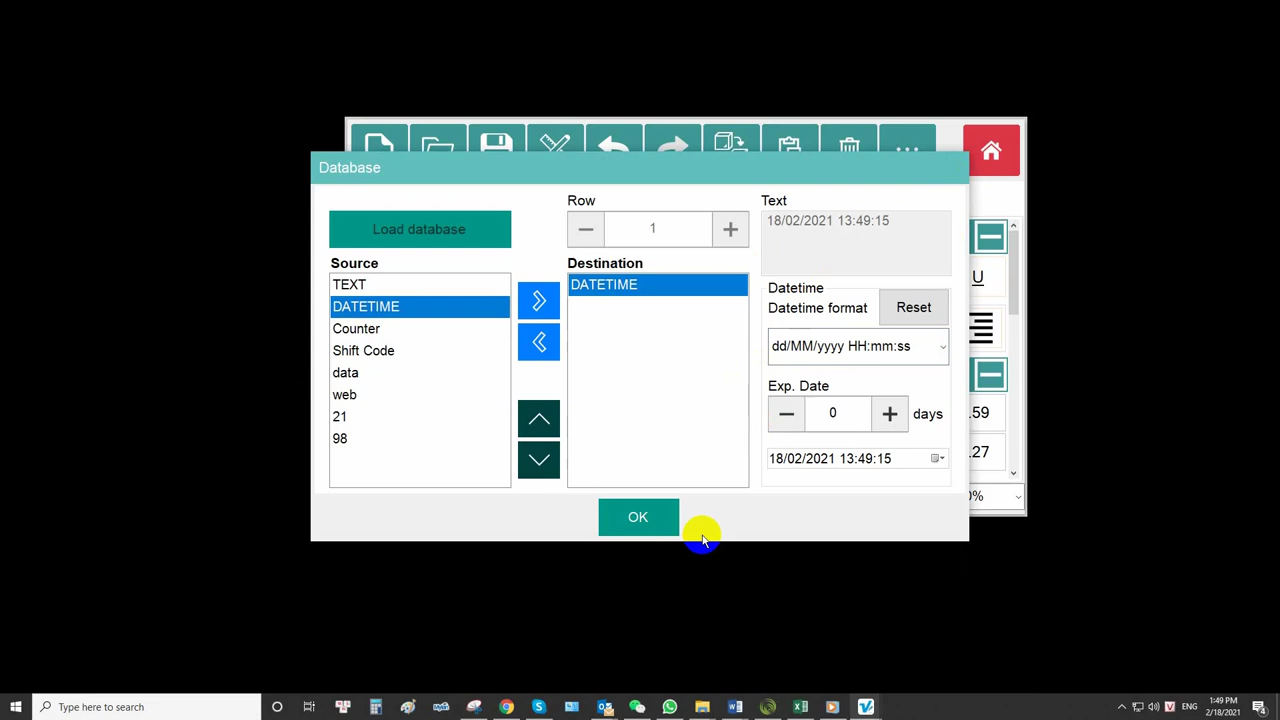 Database
Load database
Row
1
Text
18/02/2021 13:49:15
Source
TEXT
DATETIME
Counter
Shift Code
data
web
21
98
Destination
DATETIME
Datetime
Datetime format
Reset
dd/MM/yyyy HH:mm:ss
Exp. Date
0
days
18/02/2021 13:49:15
OK
U
.59
.27
0%
Type here to search
1:49 PM
2/18/2021